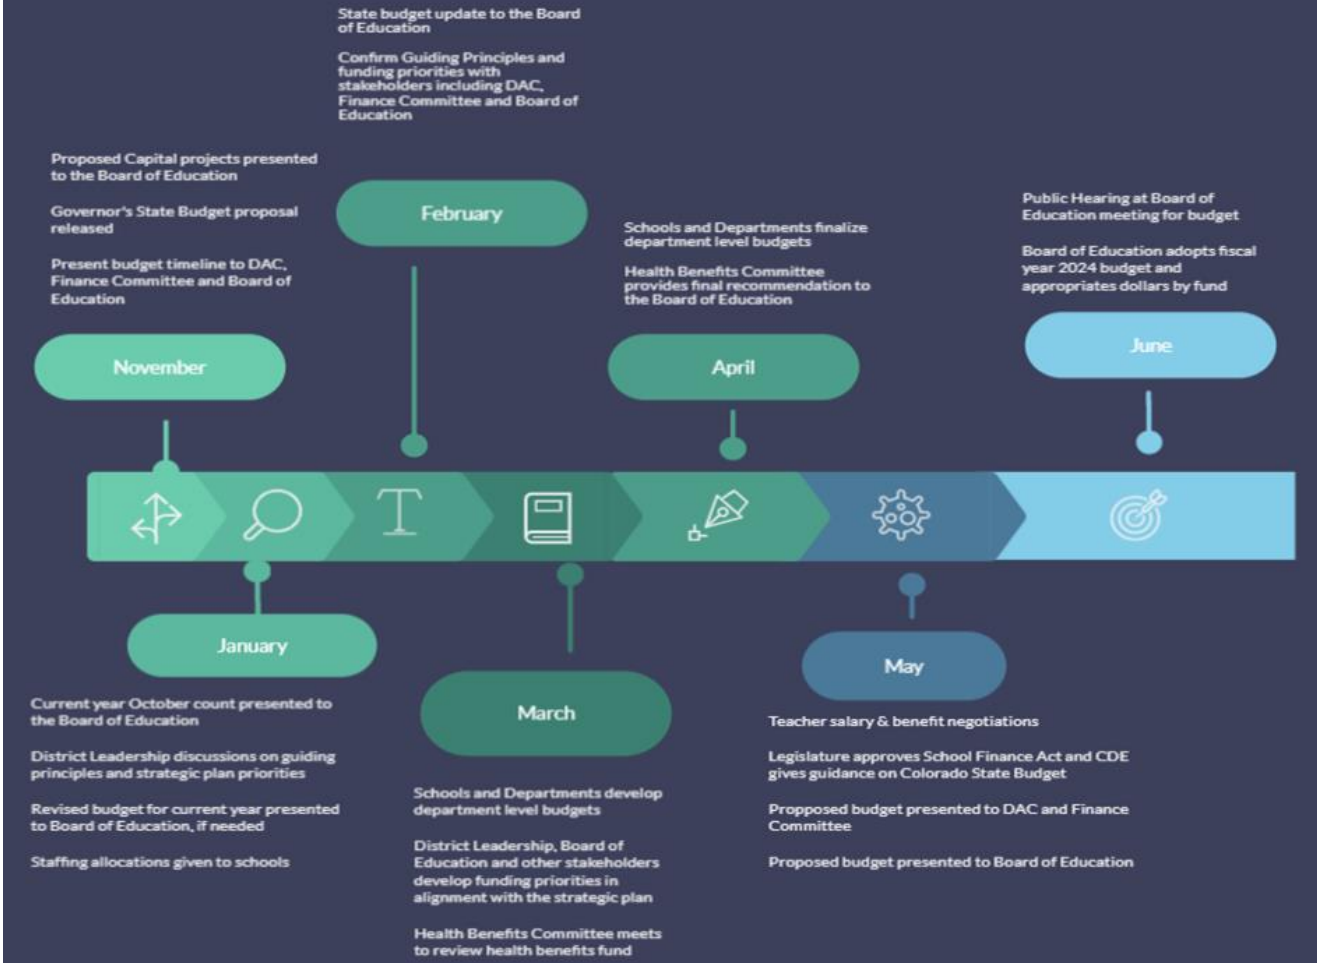 State budget update to the Board
of Education
Confirm Guiding Principles and
funding priorities with
stakeholders including DAC,
Finance Committee and Board of
Education
February
Proposed Capital projects presented
to the Board of Education
Governor's State Budget proposal
released
Present budget timeline to DAC,
Finance Committee and Board of
Education
November
Schools and Departments finalize
department level budgets
Health Benefits Committee
provides final recommendation to
the Board of Education
April
Public Hearing at Board of
Education meeting for budget
Board of Education adopts fiscal
year 2024 budget and
appropriates dollars by fund
June
January
Current year October count presented to
the Board of Education
District Leadership discussions on guiding
principles and strategic plan priorities
Revised budget for current year presented
to Board of Education, if needed
Staffing allocations given to schools
March
Schools and Departments develop
department level budgets
District Leadership, Board of
Education and other stakeholders
develop funding priorities in
alignment with the strategic plan
Health Benefits Committee meets
to review health benefits fund
May
Teacher salary & benefit negotiations
Legislature approves School Finance Act and CDE
gives guidance on Colorado State Budget
Propposed budget presented to DAC and Finance
Committee
Proposed budget presented to Board of Education